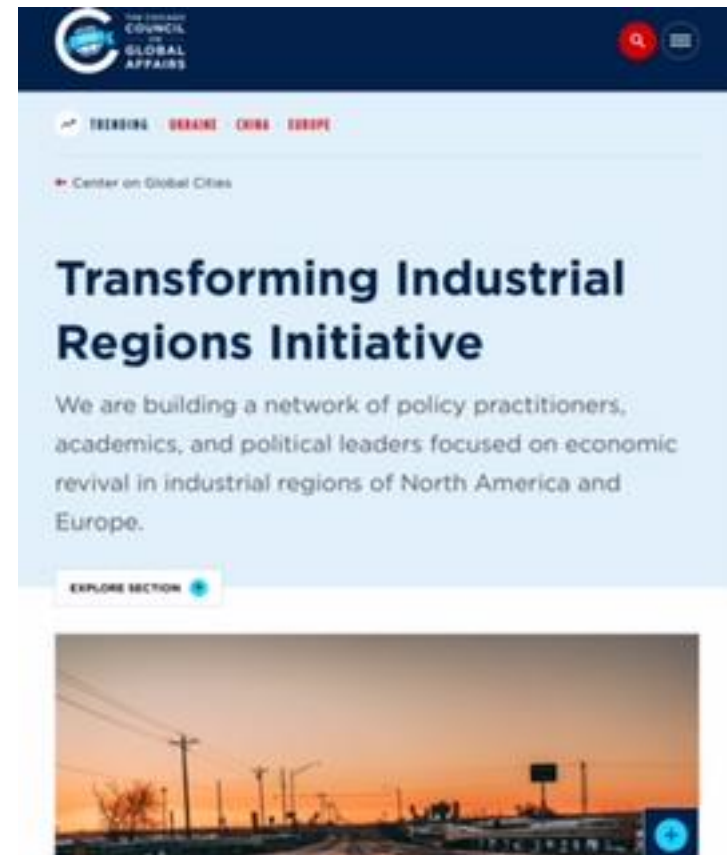 THE CHICAGO
COUNCIL
ON
GLOBAL
AFFAIRS
TRENDING UKRAINE CHINA EUROPE
Center on Global Cities
Transforming Industrial
Regions Initiative
We are building a network of policy practitioners,
academics, and political leaders focused on economic
revival in industrial regions of North America and
Europe.
EXPLORE SECTION